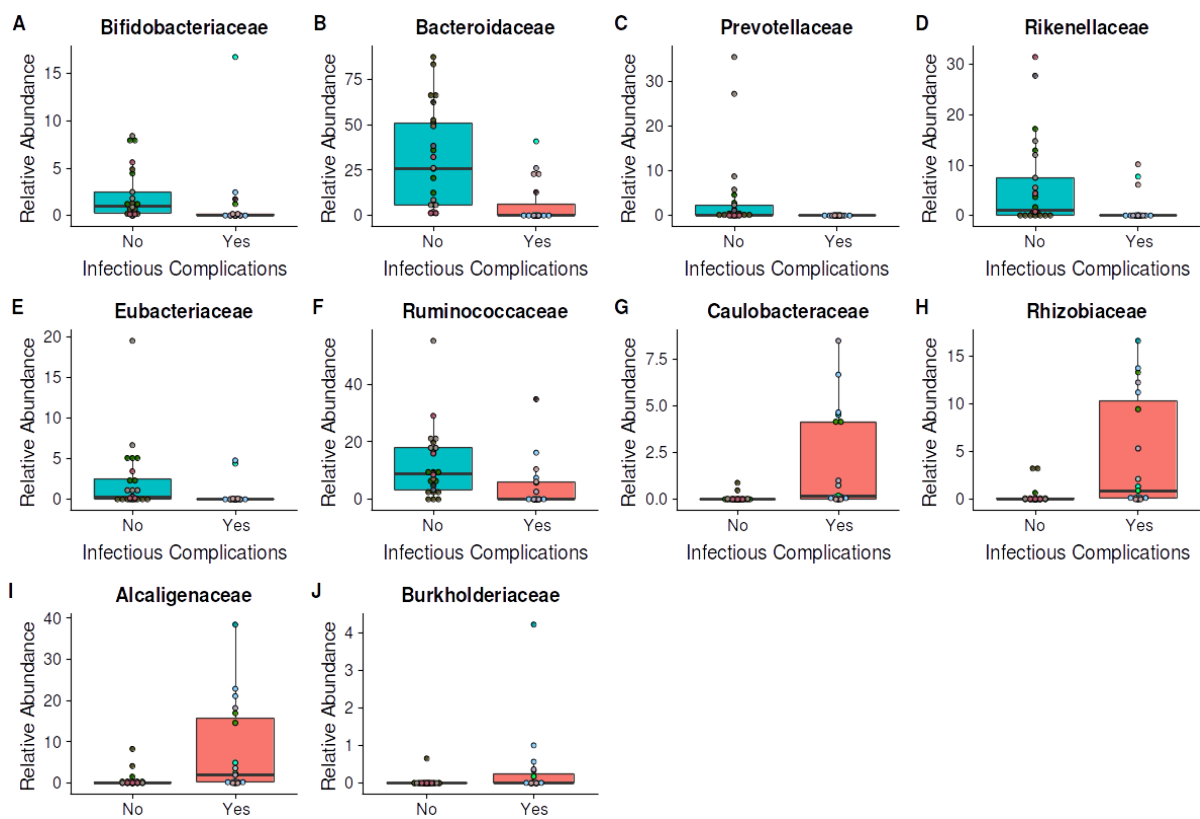 A Bifidobacteriaceae
Relative Abundance
15
10
5
0
No Yes
Infectious Complications
B Bacteroidaceae
Relative Abundance
75
50
25
0
No Yes
Infectious Complications
C Prevotellaceae
Relative Abundance
30
20
10
0
No Yes
Infectious Complications
D Rikenellaceae
Relative Abundance
30
20
10
0
No Yes
Infectious Complications
E Eubacteriaceae
Relative Abundance
20
15
10
5
0
No Yes
Infectious Complications
F Ruminococcaceae
Relative Abundance
40
20
0
No Yes
Infectious Complications
G Caulobacteraceae
Relative Abundance
7.5
5.0
2.5
0.0
No Yes
Infectious Complications
H Rhizobiaceae
Relative Abundance
15
10
5
0
No Yes
Infectious Complications
I Alcaligenaceae
Relative Abundance
40
30
20
10
0
No Yes
J Burkholderiaceae
Relative Abundance
4
3
2
1
0
No Yes